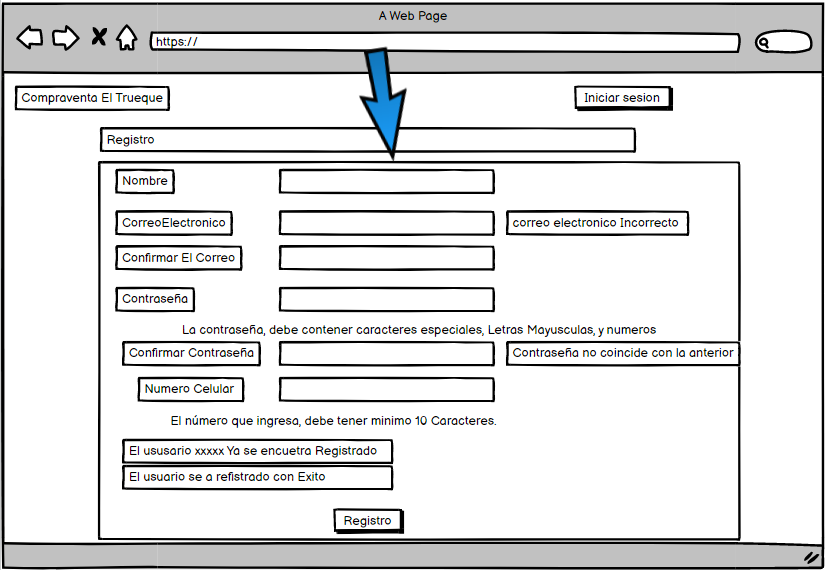 A Web Page
https://
Compraventa El Trueque
Iniciar sesion
Registro
Nombre
CorreoElectronico
correo electronico Incorrecto
Confirmar El Correo
Contraseña
La contraseña, debe contener caracteres especiales, Letras Mayusculas, y numeros
Confirmar Contraseña
Contraseña no coincide con la anterior
Numero Celular
El número que ingresa, debe tener minimo 10 Caracteres.
El ususario xxxxx Ya se encuetra Registrado
El usuario se a refistrado con Exito
Registro